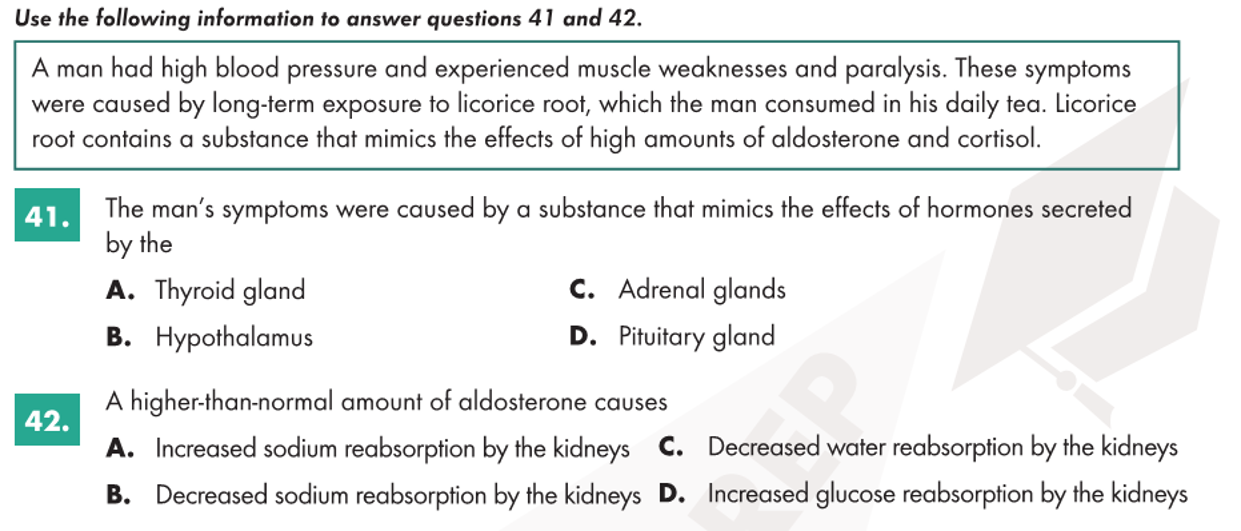 Use the following information to answer questions 41 and 42.
A man had high blood pressure and experienced muscle weaknesses and paralysis. These symptoms
were caused by long-term exposure to licorice root, which the man consumed in his daily tea. Licorice
root contains a substance that mimics the effects of high amounts of aldosterone and cortisol.
41. The man's symptoms were caused by a substance that mimics the effects of hormones secreted
by the
A. Thyroid gland C. Adrenal glands
B. Hypothalamus D. Pituitary gland
42. A higher-than-normal amount of aldosterone causes
A. Increased sodium reabsorption by the kidneys C. Decreased water reabsorption by the kidneys
B. Decreased sodium reabsorption by the kidneys D. Increased glucose reabsorption by the kidneys
REP